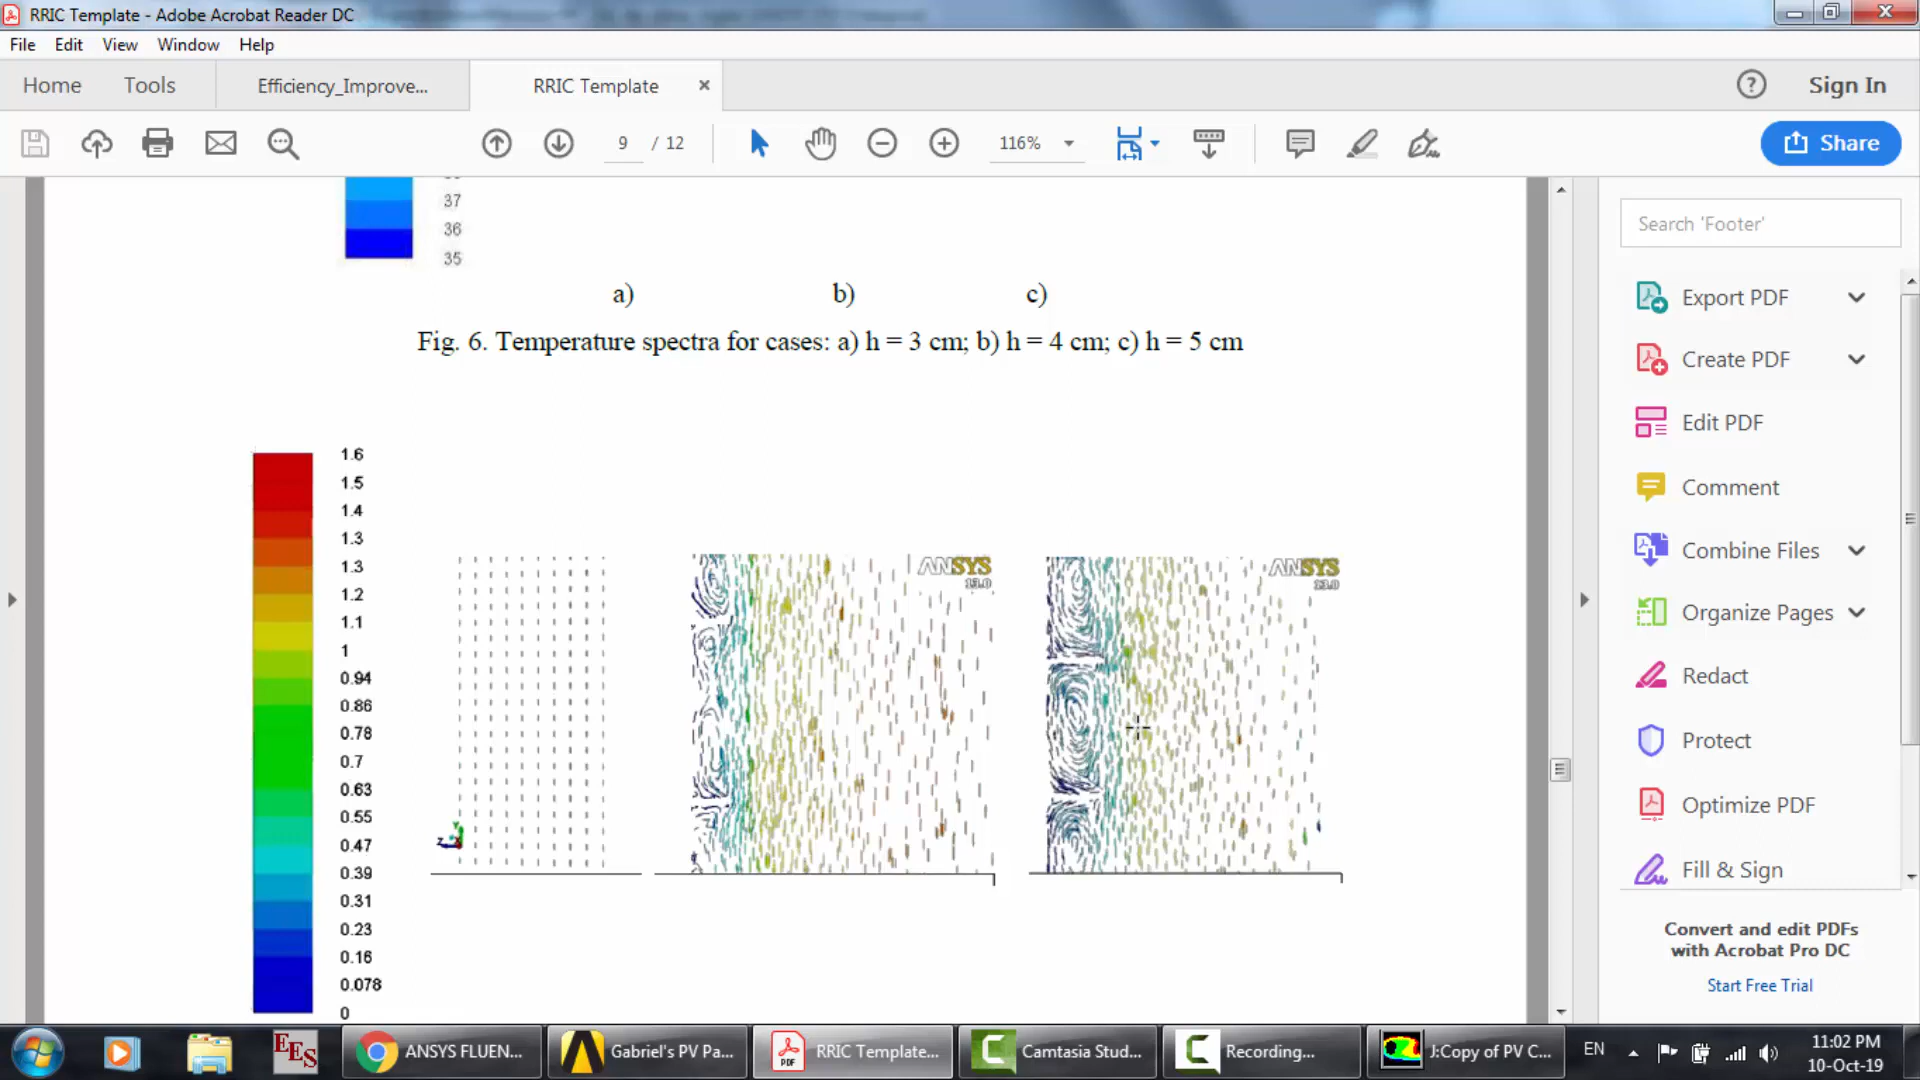 RRIC Template - Adobe Acrobat Reader DC
File Edit View Window Help
Home Tools Efficiency_Improve... RRIC Template Sign In
9 / 12 116% Share
37
36
35
a) b) c)
Fig. 6. Temperature spectra for cases: a) h = 3 cm; b) h = 4 cm; c) h = 5 cm
1.6
1.5
1.4
1.3
1.3
1.2
1.1
1
0.94
0.86
0.78
0.7
0.63
0.55
0.47
0.39
0.31
0.23
0.16
0.078
0
ANSYS
13.0
ANSYS
13.0
Y
Z
Search 'Footer'
Export PDF
Create PDF
Edit PDF
Comment
Combine Files
Organize Pages
Redact
Protect
Optimize PDF
Fill & Sign
Convert and edit PDFs
with Acrobat Pro DC
Start Free Trial
EES
ANSYS FLUEN...
Gabriel's PV Pa...
PDF
RRIC Template...
Camtasia Stud...
Recording...
J:Copy of PV C...
EN
11:02 PM
10-Oct-19